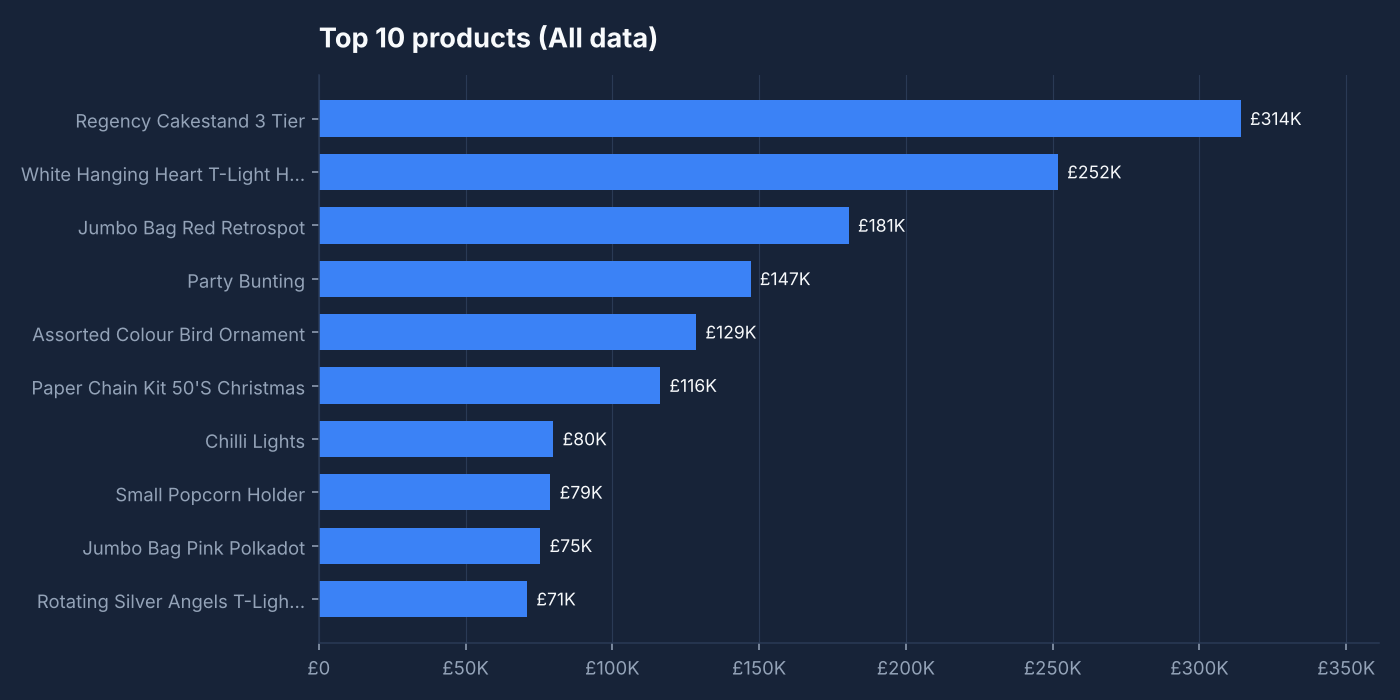 Top 10 products (All data)
Regency Cakestand 3 Tier £314K
White Hanging Heart T-Light H... £252K
Jumbo Bag Red Retrospot £181K
Party Bunting £147K
Assorted Colour Bird Ornament £129K
Paper Chain Kit 50'S Christmas £116K
Chilli Lights £80K
Small Popcorn Holder £79K
Jumbo Bag Pink Polkadot £75K
Rotating Silver Angels T-Ligh... £71K
£0 £50K £100K £150K £200K £250K £300K £350K